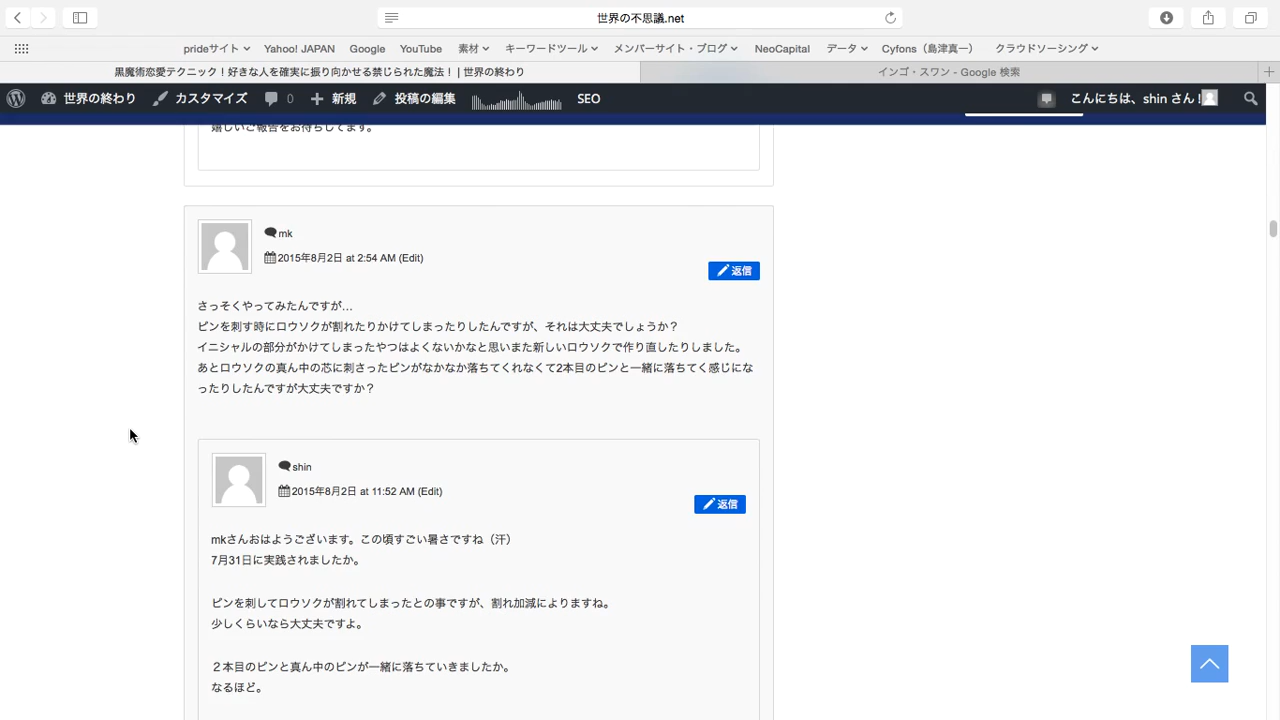 世界の不思議.net
prideサイト Yahoo! JAPAN Google YouTube 素材 キーワードツール メンバーサイト・ブログ NeoCapital データ Cyfons（島津真一） クラウドソーシング
黒魔術恋愛テクニック！好きな人を確実に振り向かせる禁じられた魔法！ | 世界の終わり
インゴ・スワン - Google 検索
世界の終わり カスタマイズ 0 新規 投稿の編集 SEO こんにちは、shin さん !
嬉しいご報告をお待ちしてます。
mk
2015年8月2日 at 2:54 AM (Edit)
返信
さっそくやってみたんですが…
ピンを刺す時にロウソクが割れたりかけてしまったりしたんですが、それは大丈夫でしょうか？
イニシャルの部分がかけてしまったやつはよくないかなと思いまた新しいロウソクで作り直したりしました。
あとロウソクの真ん中の芯に刺さったピンがなかなか落ちてくれなくて2本目のピンと一緒に落ちてく感じにな
ったりしたんですが大丈夫ですか？
shin
2015年8月2日 at 11:52 AM (Edit)
返信
mkさんおはようございます。この頃すごい暑さですね（汗）
7月31日に実践されましたか。
ピンを刺してロウソクが割れてしまったとの事ですが、割れ加減によりますね。
少しくらいなら大丈夫ですよ。
２本目のピンと真ん中のピンが一緒に落ちていきましたか。
なるほど。